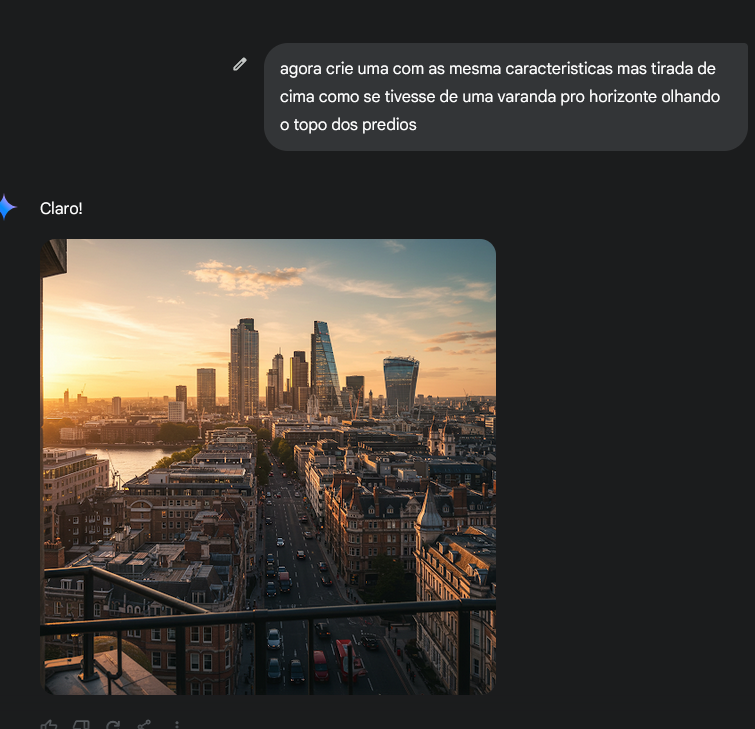 agora crie uma com as mesma caracteristicas mas tirada de
cima como se tivesse de uma varanda pro horizonte olhando
o topo dos predios
Claro!